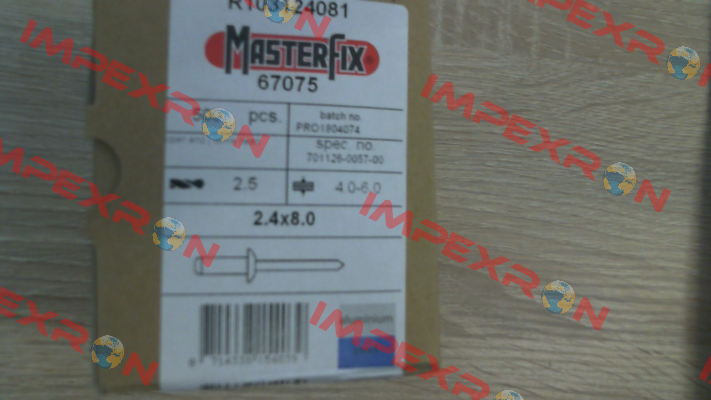 R103124081
MASTERFIX
67075
pcs.
batch no.
PRO1804074
spec. no.
701126-0057-00
2.5
4.0-6.0
2.4x8.0
aluminium
IMPEXRON
IMPEXRON
IMPEXRON
IMPEXRON
IMPEXRON
IMPEXRON
IMPEXRON